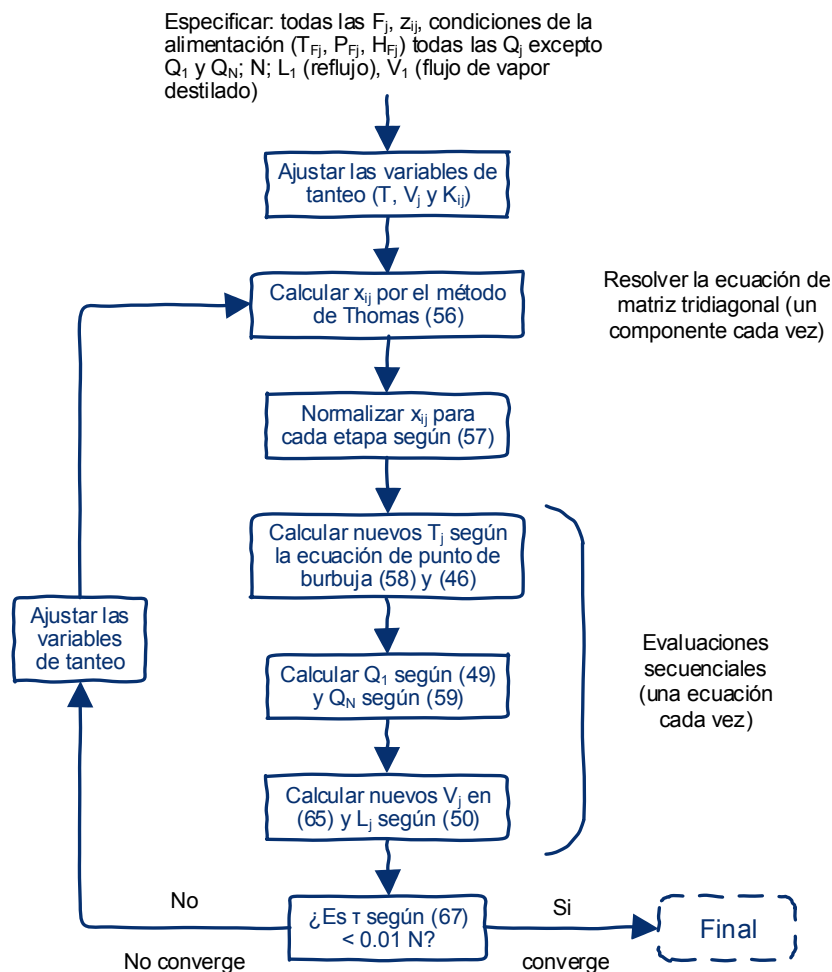 Especificar: todas las Fj, zij, condiciones de la
alimentación (TFj, PFj, HFj) todas las Qj excepto
Q1 y QN; N; L1 (reflujo), V1 (flujo de vapor
destilado)
Ajustar las variables de
tanteo (T, Vj y Kij)
Calcular xij por el método
de Thomas (56)
Resolver la ecuación de
matriz tridiagonal (un
componente cada vez)
Normalizar xij para
cada etapa según (57)
Calcular nuevos Tj según
la ecuación de punto de
burbuja (58) y (46)
Ajustar las
variables
de tanteo
Calcular Q1 según (49)
y QN según (59)
Evaluaciones
secuenciales
(una ecuación
cada vez)
Calcular nuevos Vj en
(65) y Lj según (50)
No
¿Es τ según (67)
< 0.01 N?
Si
Final
No converge
converge